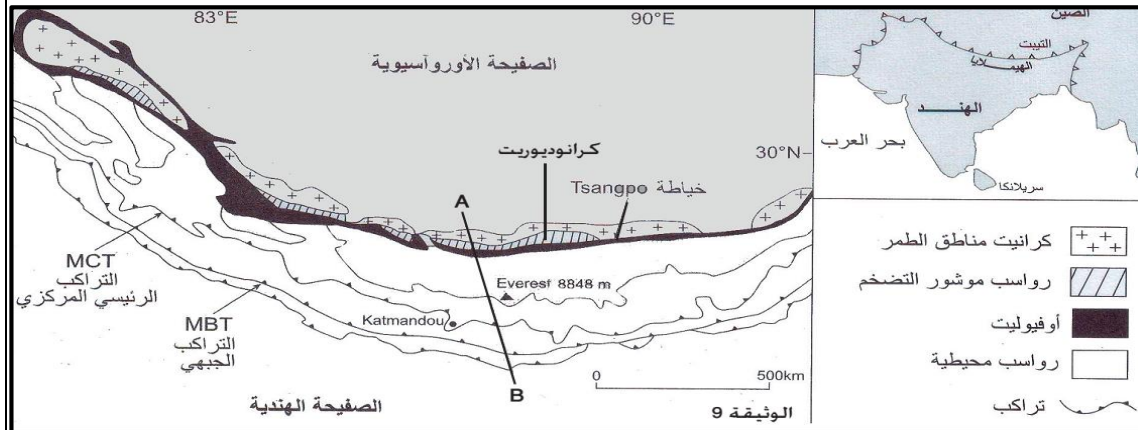 83°E
90°E
الصفيحة الأوروآسيوية
كرانوديوريت
30°N
خياطة Tsangpo
A
MCT
التراكب
الرئيسي المركزي
MBT
التراكب
الجبهي
Everest 8848 m
Katmandou
B
0
500km
الصفيحة الهندية
الوثيقة 9
الصين
التيبت
الهيملايا
الهند
بحر العرب
سريلانكا
كرانيت مناطق الطمر
رواسب موشور التضخم
أوفيوليت
رواسب محيطية
تراكب